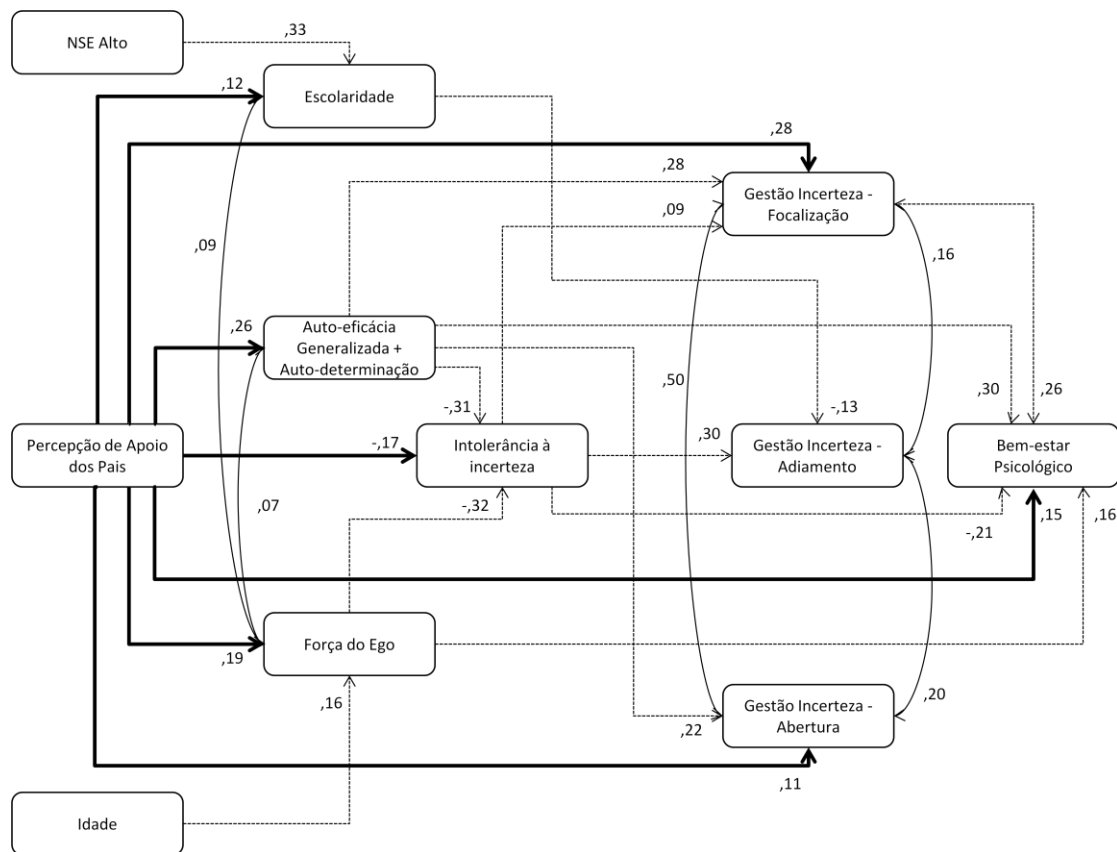 NSE Alto
,33
,12
Escolaridade
,28
,28
Gestão Incerteza -
Focalização
,09
,09
,16
,26
Auto-eficácia
Generalizada +
Auto-determinação
,50
,30
,26
-,31
-,13
Percepção de Apoio
dos Pais
-,17
Intolerância à
incerteza
,30
Gestão Incerteza -
Adiamento
Bem-estar
Psicológico
,07
-,32
-,21
,15
,16
,19
Força do Ego
,16
,22
Gestão Incerteza -
Abertura
,20
,11
Idade